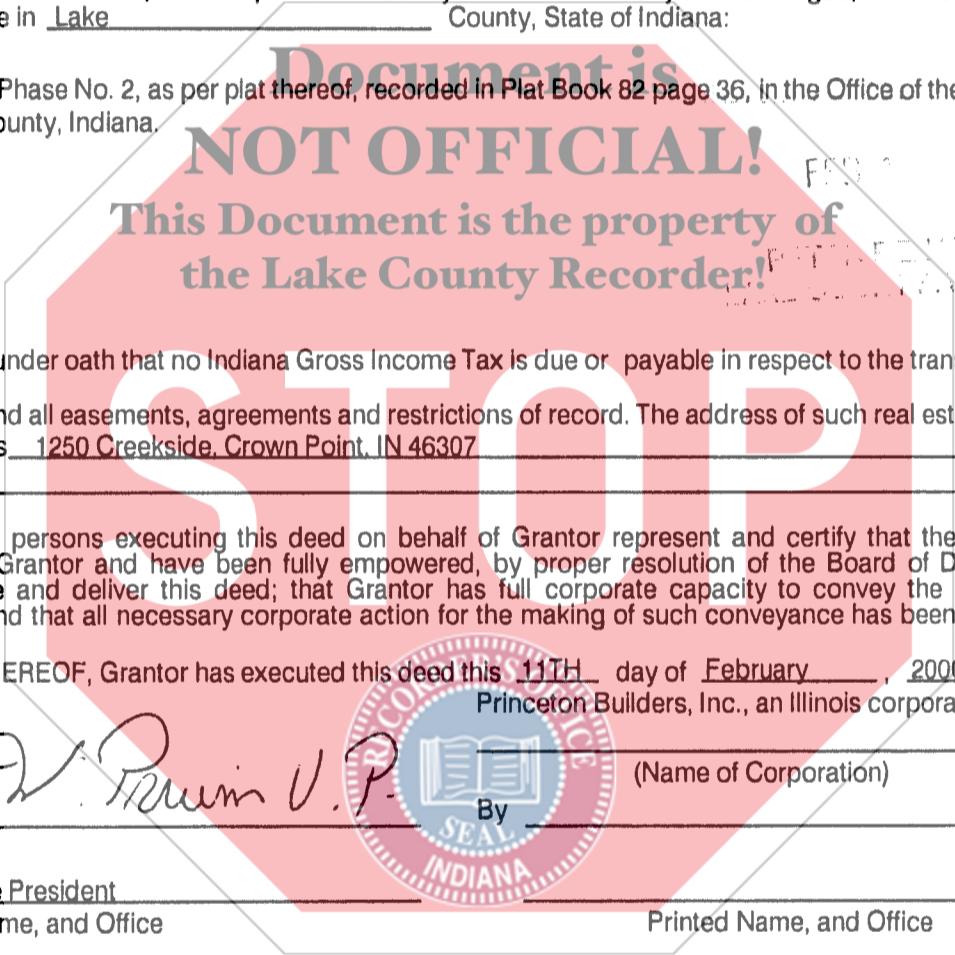 e in Lake County, State of Indiana:
Document is
Phase No. 2, as per plat thereof, recorded in Plat Book 82 page 36, in the Office of the
ounty, Indiana.
NOT OFFICIAL!
This Document is the property of
the Lake County Recorder!
under oath that no Indiana Gross Income Tax is due or payable in respect to the tran
STOP
nd all easements, agreements and restrictions of record. The address of such real est
s 1250 Creekside, Crown Point, IN 46307
persons executing this deed on behalf of Grantor represent and certify that the
Grantor and have been fully empowered, by proper resolution of the Board of D
e and deliver this deed; that Grantor has full corporate capacity to convey the
nd that all necessary corporate action for the making of such conveyance has been
EREOF, Grantor has executed this deed this 11TH day of February , 200
Princeton Builders, Inc., an Illinois corpora
RECORDER'S OFFICE
(Name of Corporation)
W. Pruim V.P.
By
SEAL
INDIANA
e President
me, and Office
Printed Name, and Office